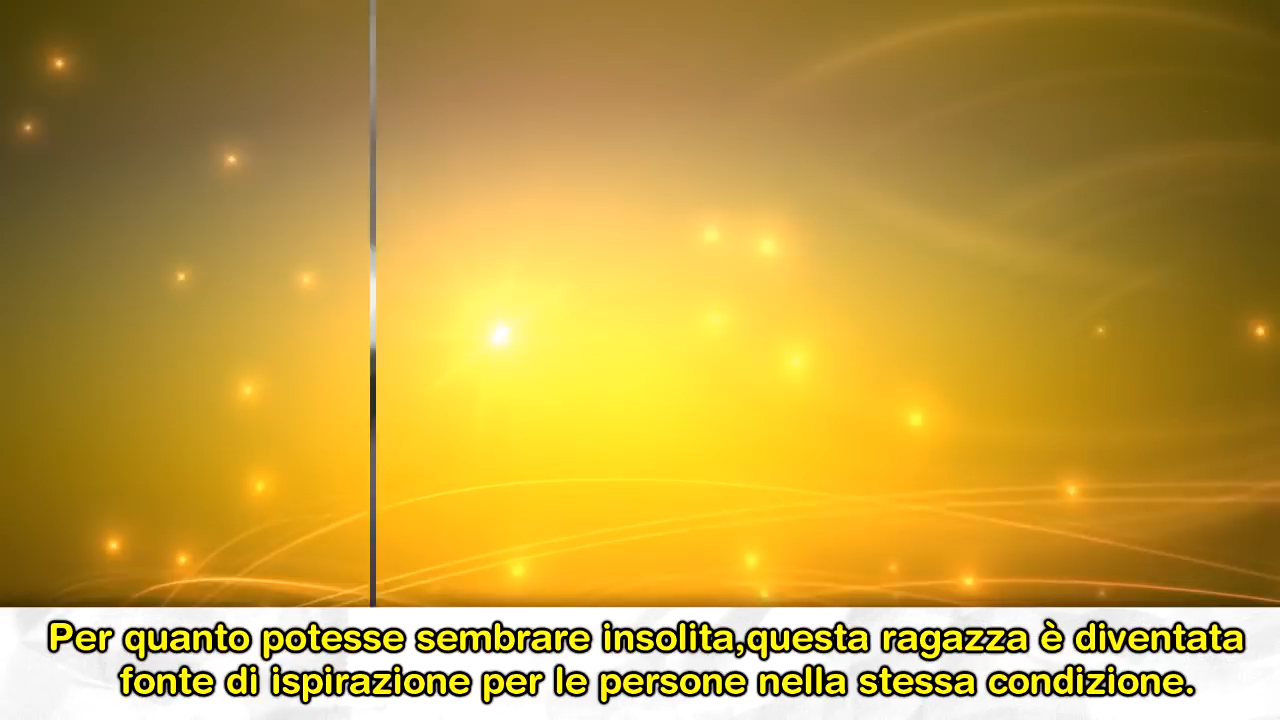 Per quanto potesse sembrare insolita,questa ragazza è diventata
fonte di ispirazione per le persone nella stessa condizione.